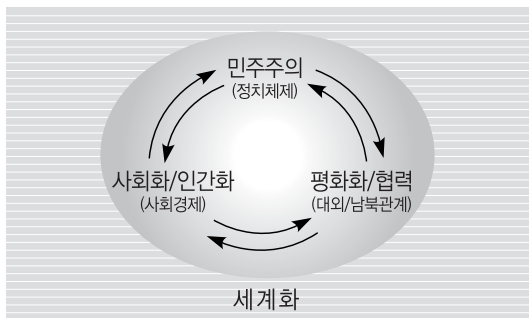 민주주의
(정치체제)
사회화/인간화
(사회경제)
평화화/협력
(대외/남북관계)
세계화